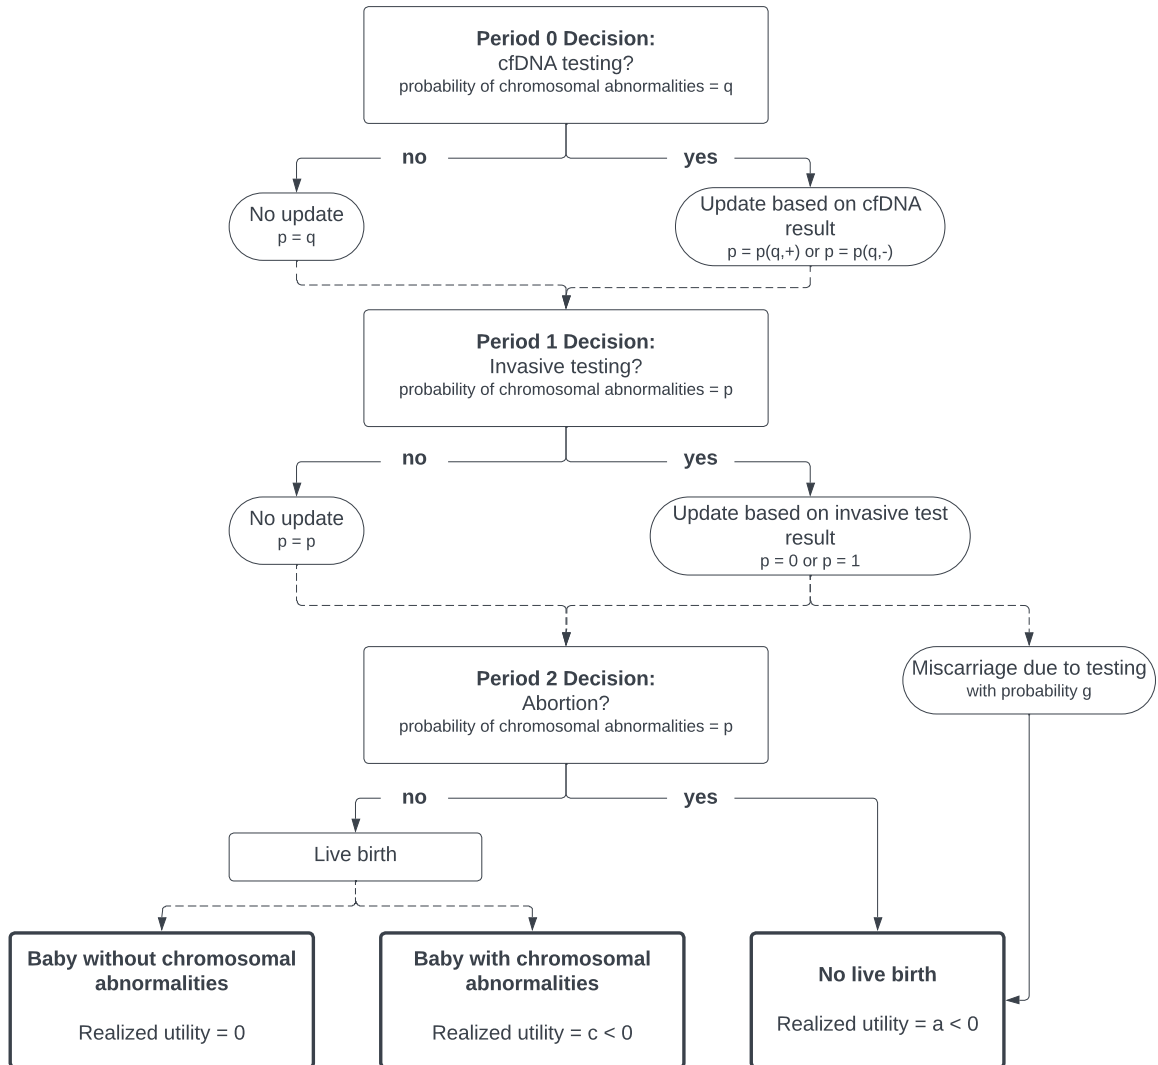 Period 0 Decision:
cfDNA testing?
probability of chromosomal abnormalities = q
no
yes
No update
p = q
Update based on cfDNA
result
p = p(q,+) or p = p(q,-)
Period 1 Decision:
Invasive testing?
probability of chromosomal abnormalities = p
no
yes
No update
p = p
Update based on invasive test
result
p = 0 or p = 1
Period 2 Decision:
Abortion?
probability of chromosomal abnormalities = p
Miscarriage due to testing
with probability g
no
yes
Live birth
Baby without chromosomal
abnormalities
Realized utility = 0
Baby with chromosomal
abnormalities
Realized utility = c < 0
No live birth
Realized utility = a < 0